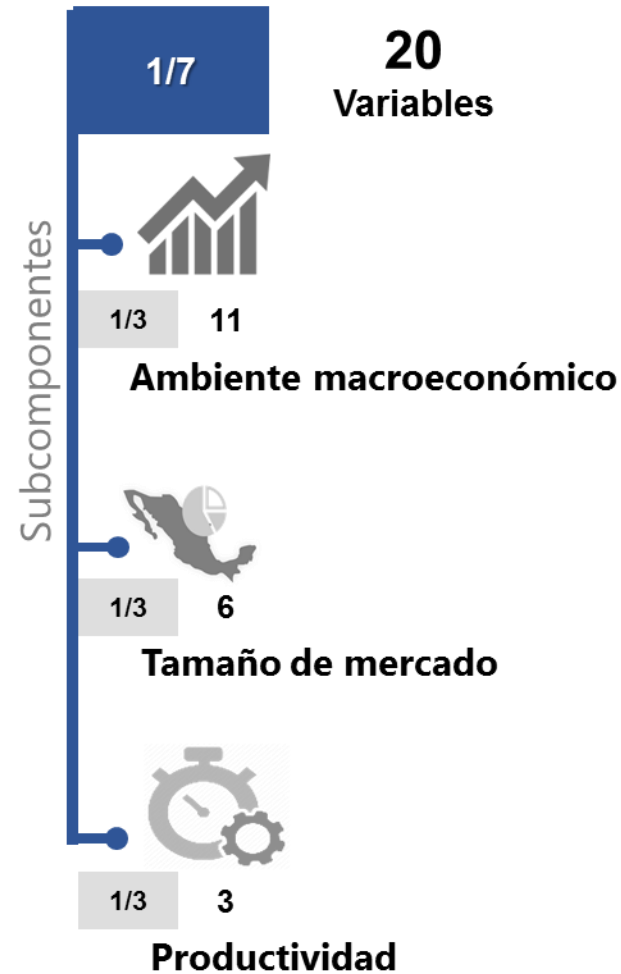 1/7
20
Variables
Subcomponentes
1/3
11
Ambiente macroeconómico
1/3
6
Tamaño de mercado
1/3
3
Productividad